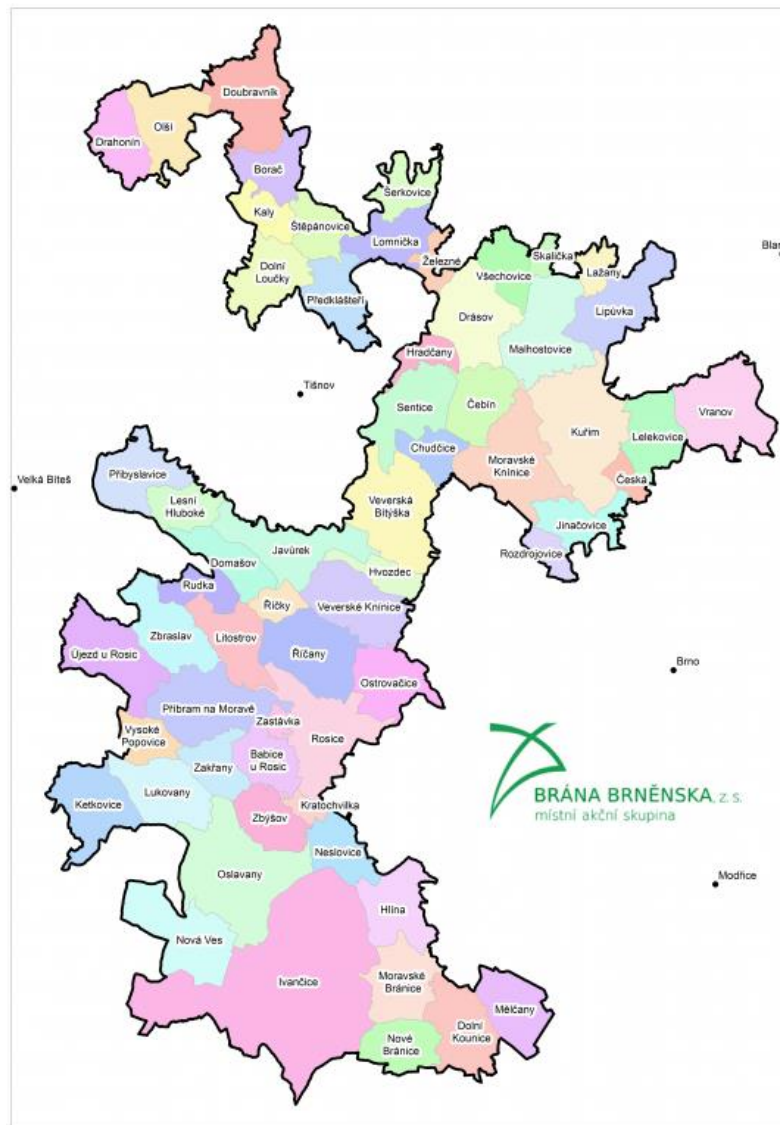 Doubravník
Olší
Drahonín
Borač
Šerkovice
Kaly
Štěpánovice
Lomnička
Skalička
Železné
Všechovice
Lažany
Dolní
Loučky
Předklášteří
Lipůvka
Drásov
Malhostovice
Hradčany
Tišnov
Sentice
Čebín
Vranov
Kuřim
Lelekovice
Chudčice
Moravské
Knínice
Česká
Přibyslavice
Velká Bíteš
Lesní
Hluboké
Veverská
Bítýška
Jinačovice
Javůrek
Rozdrojovice
Domašov
Hvozdec
Rudka
Říčky
Veverské Knínice
Zbraslav
Litostrov
Újezd u Rosic
Říčany
Brno
Ostrovačice
Příbram na Moravě
Zastávka
Vysoké
Popovice
Rosice
Babice
u Rosic
Zakřany
Lukovany
Ketkovice
Kratochvilka
Zbýšov
BRÁNA BRNĚNSKA, z. s.
místní akční skupina
Neslovice
Oslavany
Modřice
Hlína
Nová Ves
Ivančice
Moravské
Bránice
Mělčany
Dolní
Kounice
Nové
Bránice